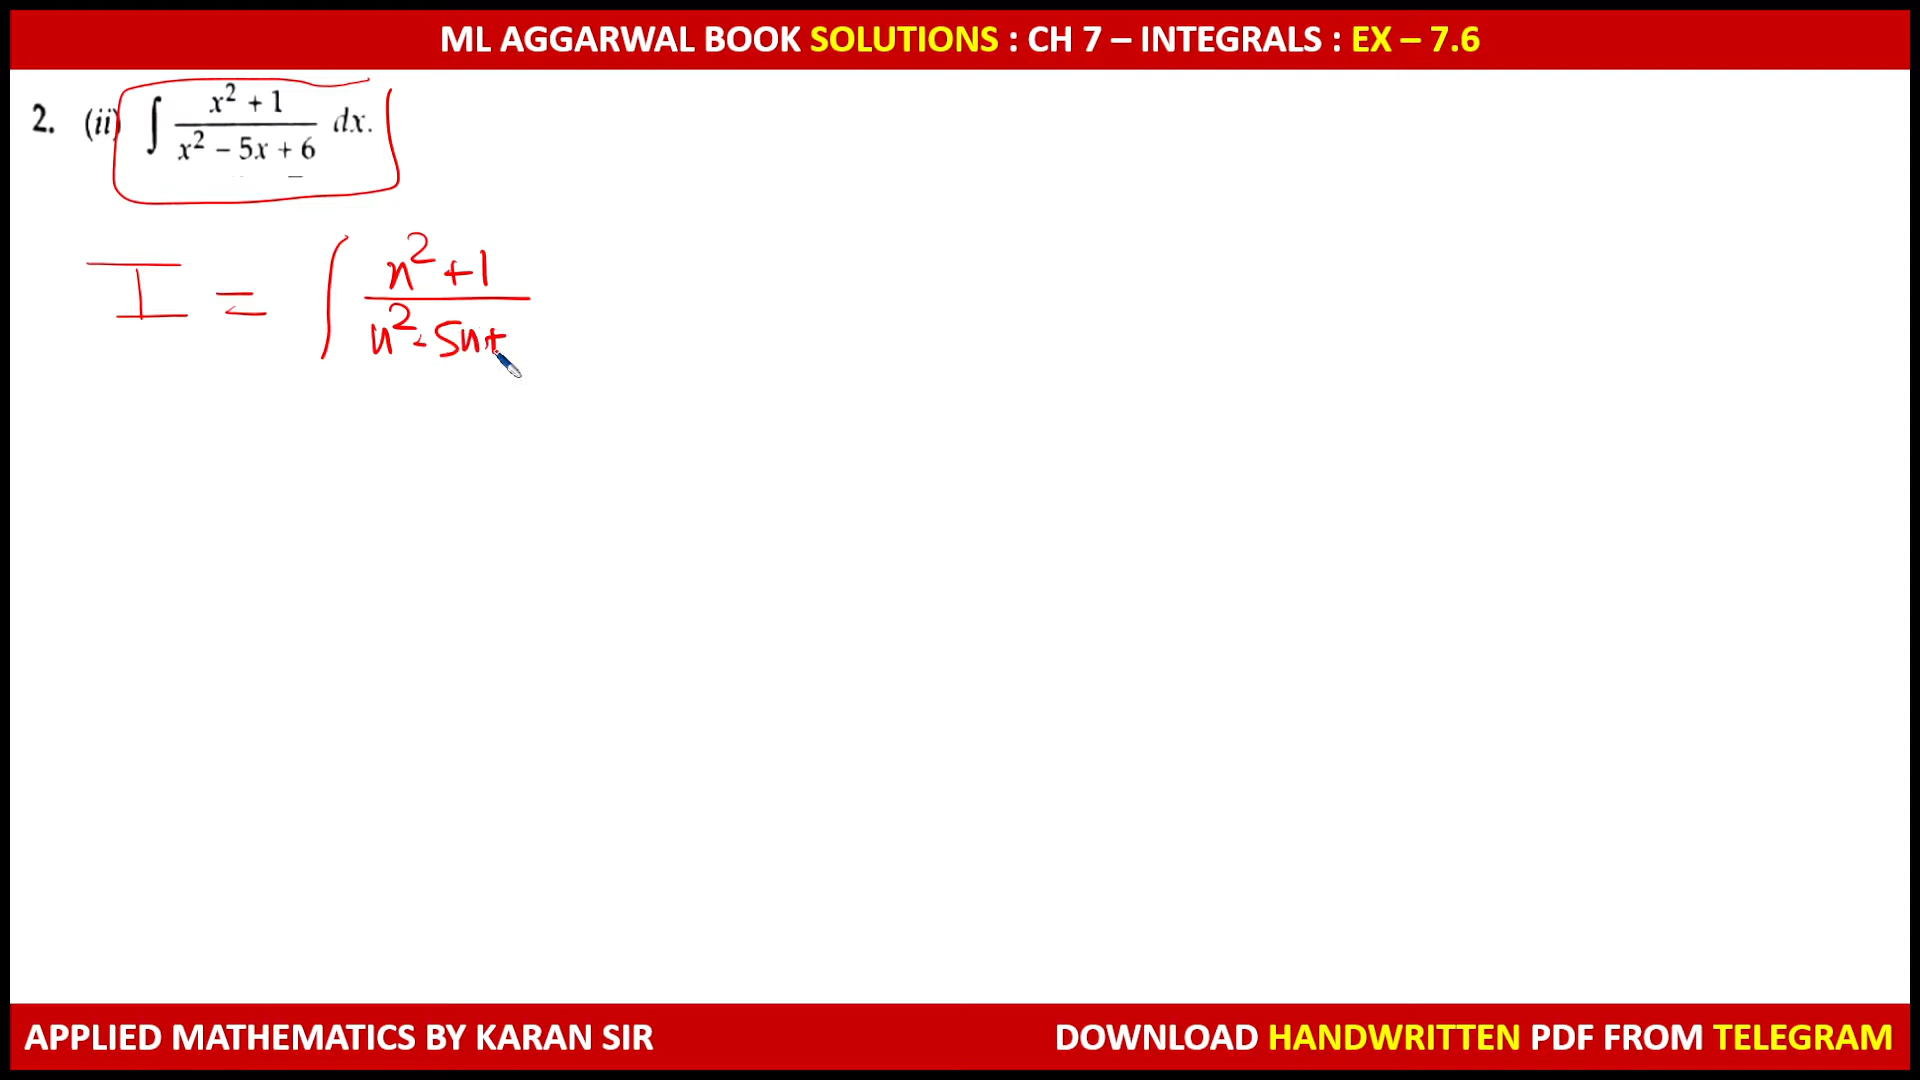 ML AGGARWAL BOOK SOLUTIONS : CH 7 – INTEGRALS : EX – 7.6
2. (ii) ∫ (x² + 1)/(x² – 5x + 6) dx.
I = ∫ (x² + 1)/(x² - 5x +
APPLIED MATHEMATICS BY KARAN SIR
DOWNLOAD HANDWRITTEN PDF FROM TELEGRAM